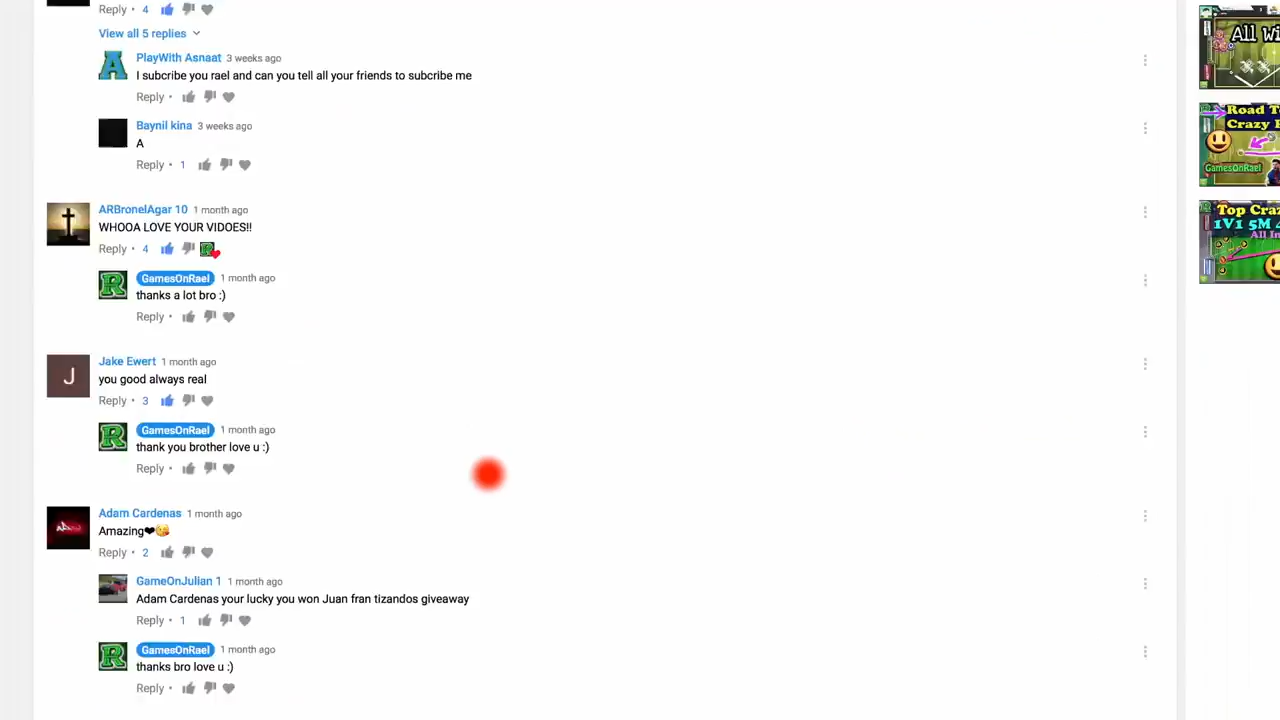 Reply • 4
View all 5 replies
PlayWith Asnaat 3 weeks ago
I subcribe you rael and can you tell all your friends to subcribe me
Reply •
Baynil kina 3 weeks ago
A
Reply • 1
ARBronelAgar 10 1 month ago
WHOOA LOVE YOUR VIDOES!!
Reply • 4
GamesOnRael 1 month ago
thanks a lot bro :)
Reply •
Jake Ewert 1 month ago
J
you good always real
Reply • 3
GamesOnRael 1 month ago
thank you brother love u :)
Reply •
Adam Cardenas 1 month ago
Amazing❤😘
Reply • 2
GameOnJulian 1 1 month ago
Adam Cardenas your lucky you won Juan fran tizandos giveaway
Reply • 1
GamesOnRael 1 month ago
thanks bro love u :)
Reply •
All Wi
Road T
Crazy
GamesOnRael
Top Craz
1V1 5M
All In